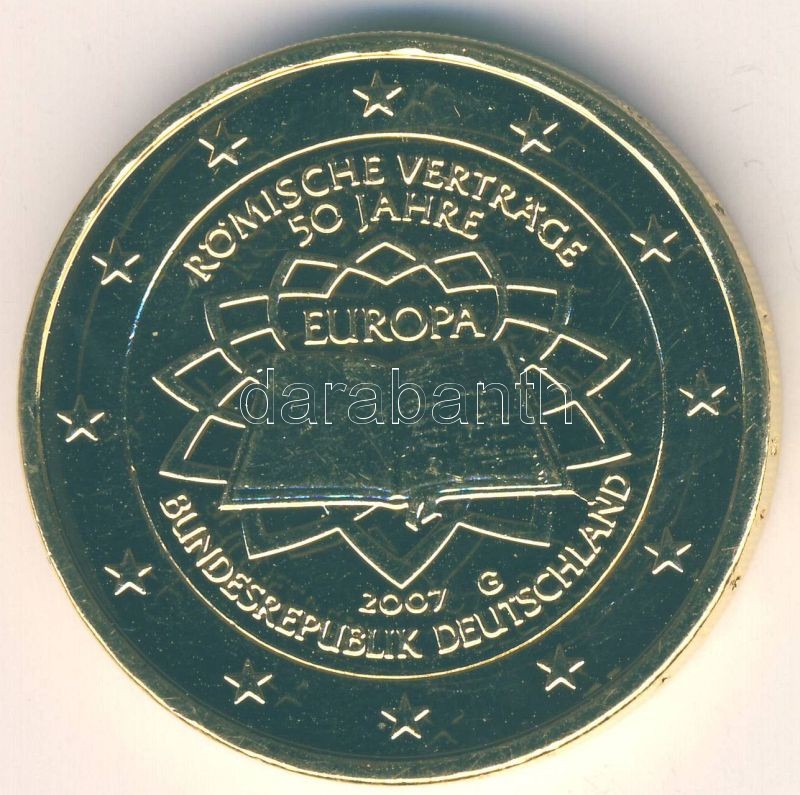 RÖMISCHE VERTRÄGE
50 JAHRE
EUROPA
darabanth
2007 G
BUNDESREPUBLIK DEUTSCHLAND